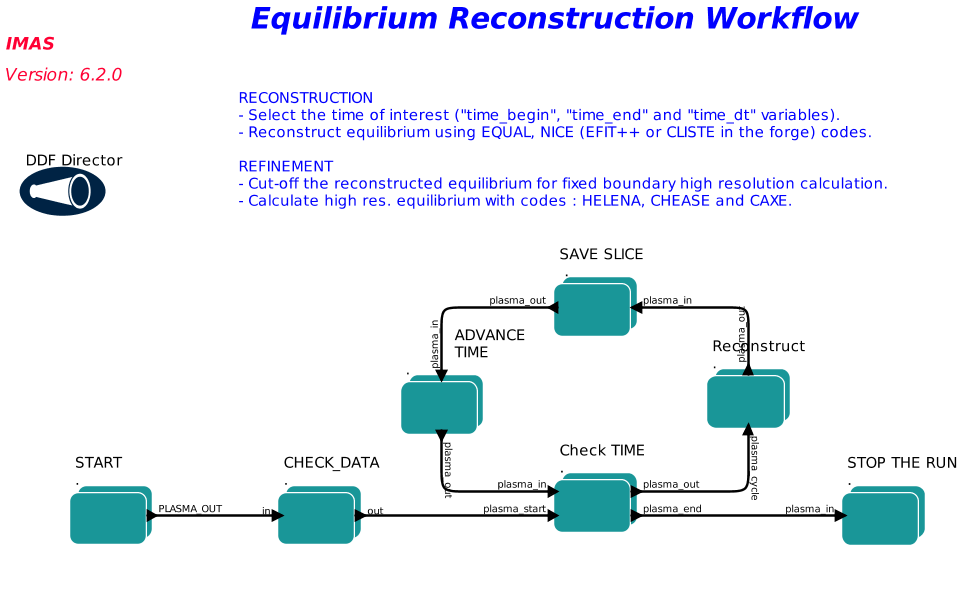 Equilibrium Reconstruction Workflow
IMAS
Version: 6.2.0
RECONSTRUCTION
- Select the time of interest ("time_begin", "time_end" and "time_dt" variables).
- Reconstruct equilibrium using EQUAL, NICE (EFIT++ or CLISTE in the forge) codes.
DDF Director
REFINEMENT
- Cut-off the reconstructed equilibrium for fixed boundary high resolution calculation.
- Calculate high res. equilibrium with codes : HELENA, CHEASE and CAXE.
SAVE SLICE
.
plasma_out
plasma_in
plasma_in
ADVANCE
TIME
.
plasma_out
Reconstruct
.
plasma_out
plasma_cycle
Check TIME
.
plasma_in
plasma_out
START
.
PLASMA_OUT
CHECK_DATA
.
in
out
plasma_start
plasma_end
STOP THE RUN
.
plasma_in